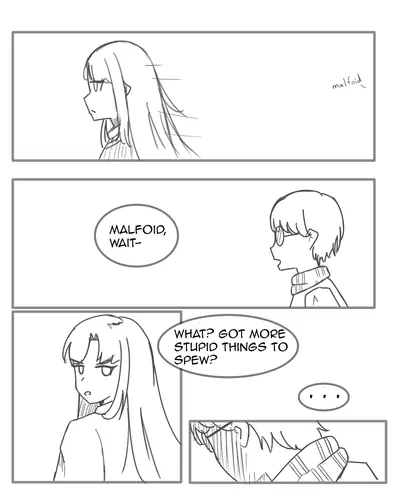 malfoid
MALFOID,
WAIT-
WHAT? GOT MORE
STUPID THINGS TO
SPEW?
. . .